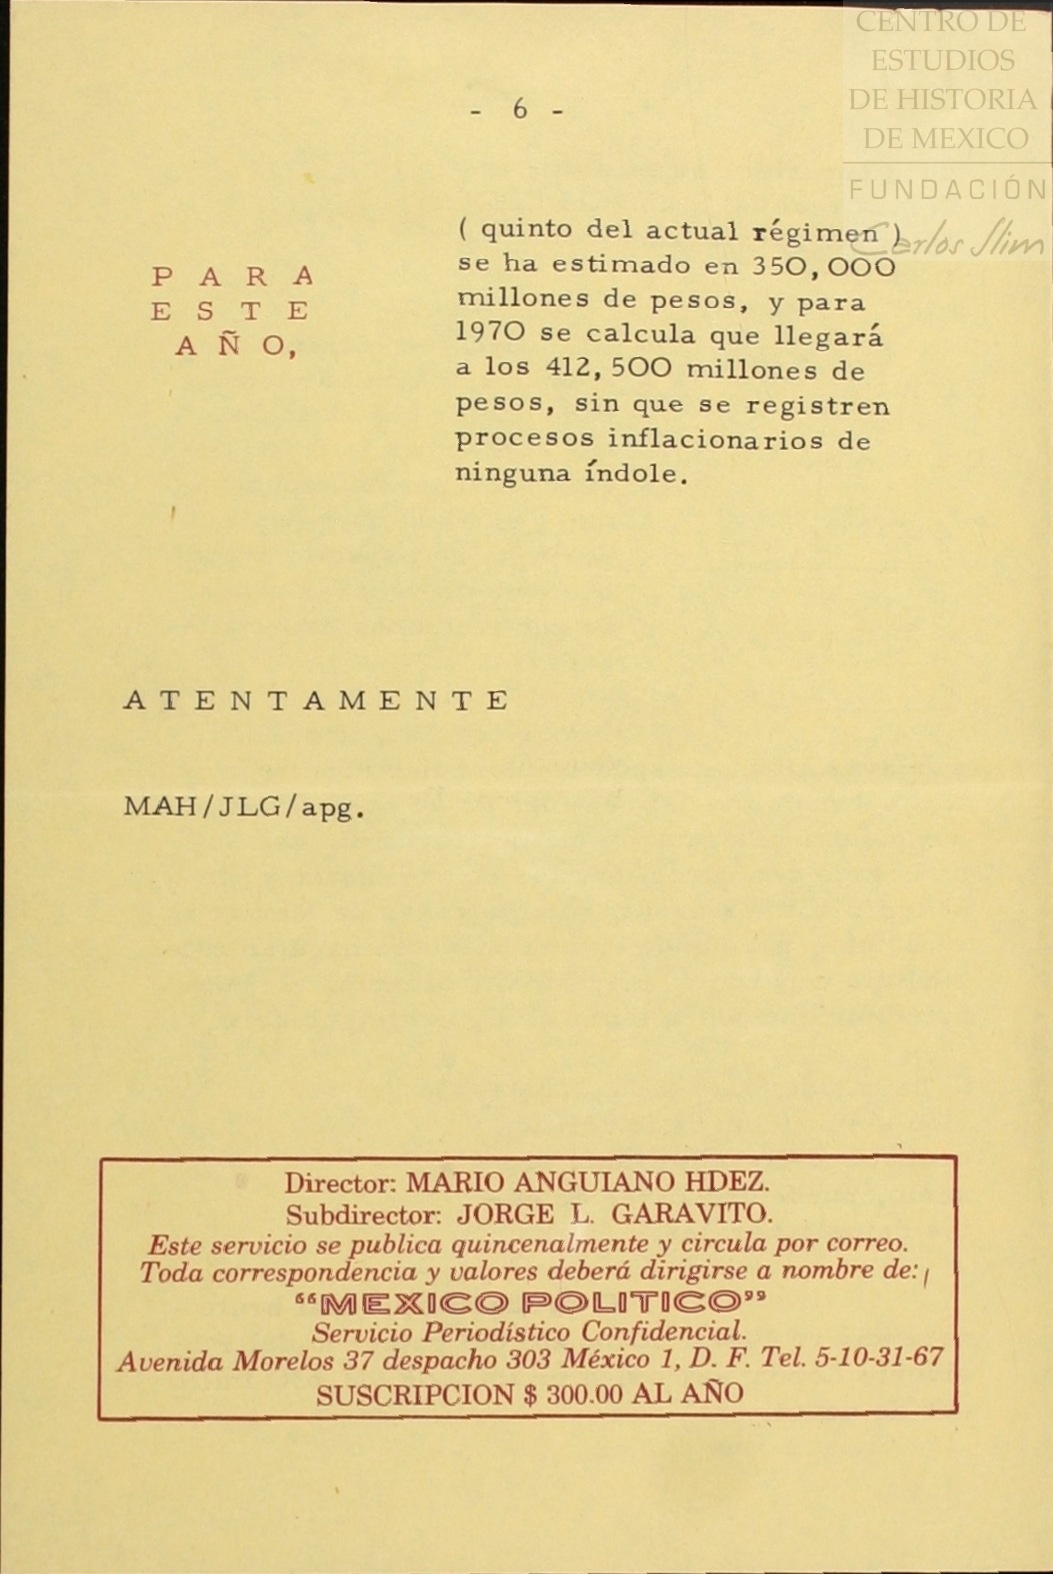 CENTRO DE
ESTUDIOS
DE HISTORIA
DE MEXICO
FUNDACIÓN
Carlos Slim
- 6 -
P A R A
E S T E
A Ñ O,
( quinto del actual régimen )
se ha estimado en 350,000
millones de pesos, y para
1970 se calcula que llegará
a los 412,500 millones de
pesos, sin que se registren
procesos inflacionarios de
ninguna índole.
A T E N T A M E N T E
MAH/JLG/apg.
Director: MARIO ANGUIANO HDEZ.
Subdirector: JORGE L. GARAVITO.
Este servicio se publica quincenalmente y circula por correo.
Toda correspondencia y valores deberá dirigirse a nombre de:
“MEXICO POLITICO”
Servicio Periodístico Confidencial.
Avenida Morelos 37 despacho 303 México 1, D. F. Tel. 5-10-31-67
SUSCRIPCION $ 300.00 AL AÑO